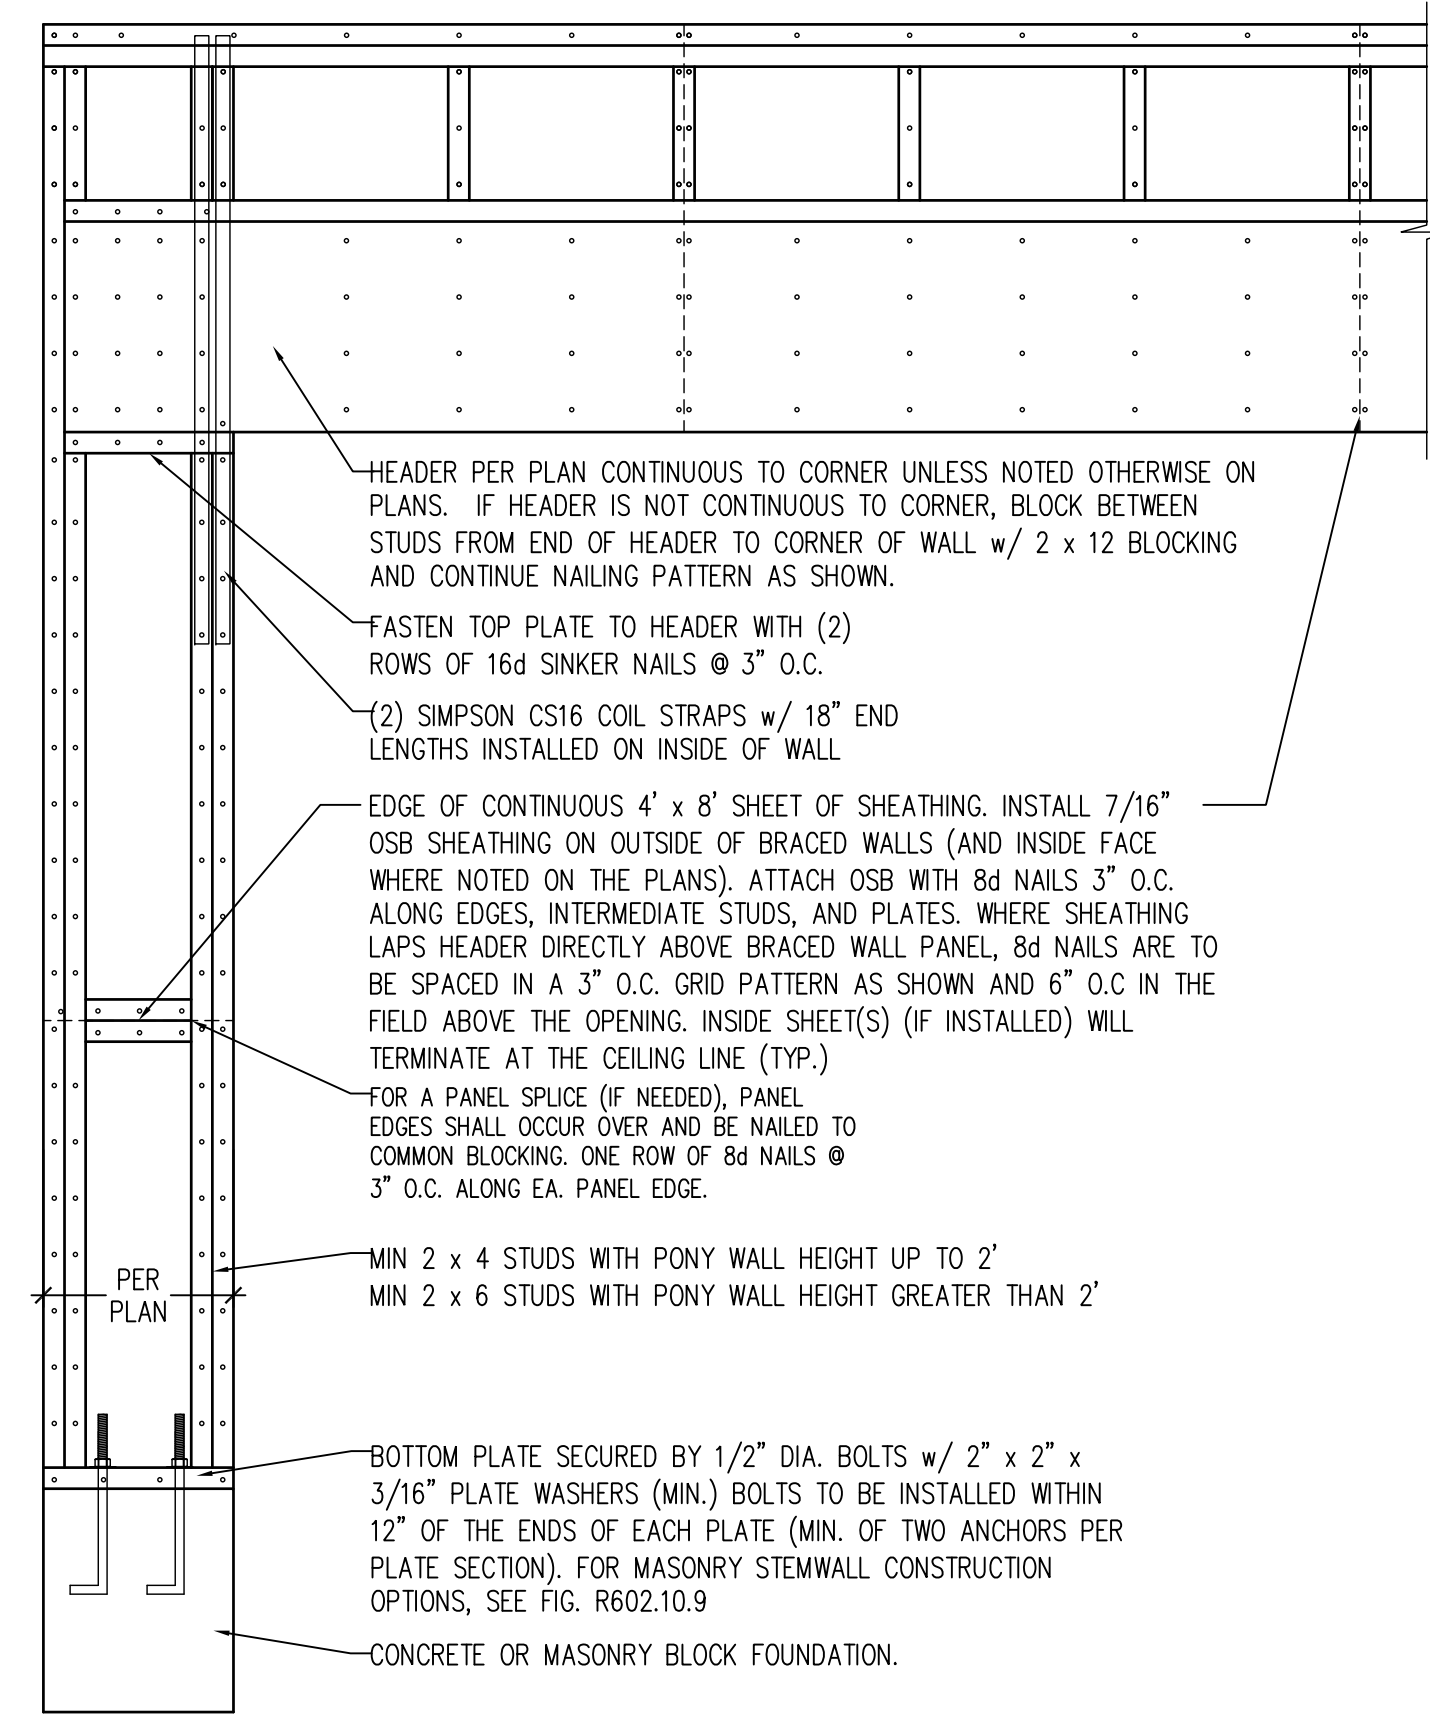 HEADER PER PLAN CONTINUOUS TO CORNER UNLESS NOTED OTHERWISE ON
PLANS. IF HEADER IS NOT CONTINUOUS TO CORNER, BLOCK BETWEEN
STUDS FROM END OF HEADER TO CORNER OF WALL w/ 2 x 12 BLOCKING
AND CONTINUE NAILING PATTERN AS SHOWN.
FASTEN TOP PLATE TO HEADER WITH (2)
ROWS OF 16d SINKER NAILS @ 3" O.C.
(2) SIMPSON CS16 COIL STRAPS w/ 18" END
LENGTHS INSTALLED ON INSIDE OF WALL
EDGE OF CONTINUOUS 4' x 8' SHEET OF SHEATHING. INSTALL 7/16"
OSB SHEATHING ON OUTSIDE OF BRACED WALLS (AND INSIDE FACE
WHERE NOTED ON THE PLANS). ATTACH OSB WITH 8d NAILS 3" O.C.
ALONG EDGES, INTERMEDIATE STUDS, AND PLATES. WHERE SHEATHING
LAPS HEADER DIRECTLY ABOVE BRACED WALL PANEL, 8d NAILS ARE TO
BE SPACED IN A 3" O.C. GRID PATTERN AS SHOWN AND 6" O.C IN THE
FIELD ABOVE THE OPENING. INSIDE SHEET(S) (IF INSTALLED) WILL
TERMINATE AT THE CEILING LINE (TYP.)
FOR A PANEL SPLICE (IF NEEDED), PANEL
EDGES SHALL OCCUR OVER AND BE NAILED TO
COMMON BLOCKING. ONE ROW OF 8d NAILS @
3" O.C. ALONG EA. PANEL EDGE.
MIN 2 x 4 STUDS WITH PONY WALL HEIGHT UP TO 2'
MIN 2 x 6 STUDS WITH PONY WALL HEIGHT GREATER THAN 2'
PER
PLAN
BOTTOM PLATE SECURED BY 1/2" DIA. BOLTS w/ 2" x 2" x
3/16" PLATE WASHERS (MIN.) BOLTS TO BE INSTALLED WITHIN
12" OF THE ENDS OF EACH PLATE (MIN. OF TWO ANCHORS PER
PLATE SECTION). FOR MASONRY STEMWALL CONSTRUCTION
OPTIONS, SEE FIG. R602.10.9
CONCRETE OR MASONRY BLOCK FOUNDATION.